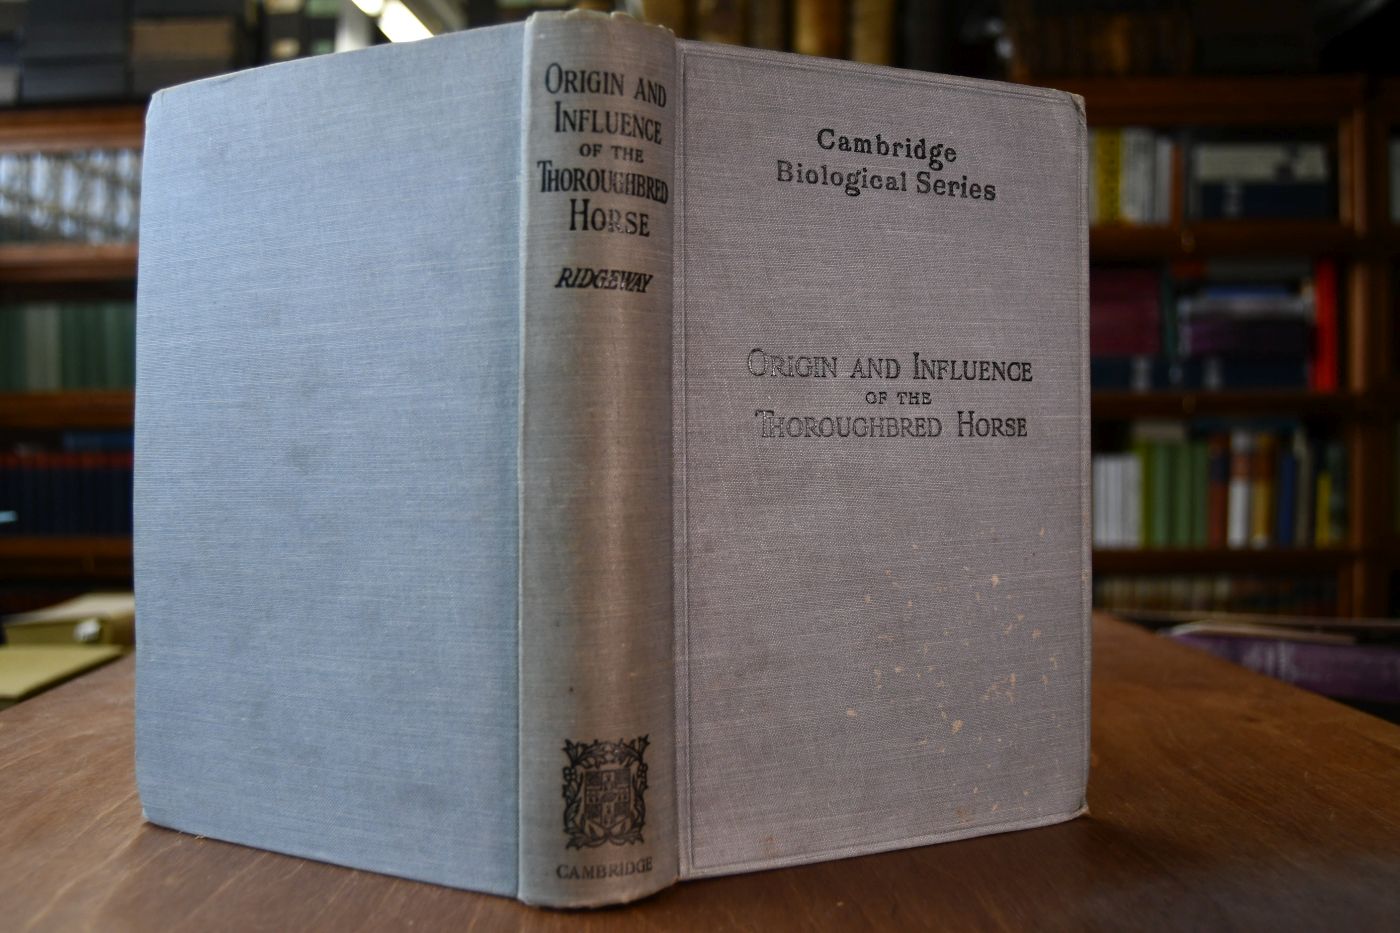 ORIGIN AND
INFLUENCE
OF THE
THOROUGHBRED
HORSE
RIDGEWAY
CAMBRIDGE
Cambridge
Biological Series
ORIGIN AND INFLUENCE
OF THE
THOROUGHBRED HORSE